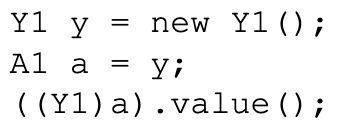 Y1 y = new Y1();
A1 a = y;
((Y1)a).value();